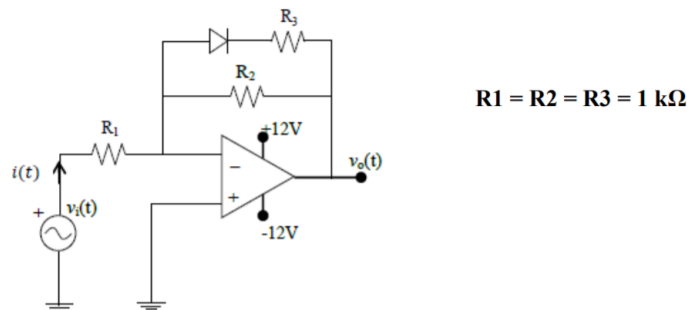 R₃
R₂
R1 = R2 = R3 = 1 kΩ
R₁
+12V
i(t)
vₒ(t)
−
+
vᵢ(t)
+
-12V